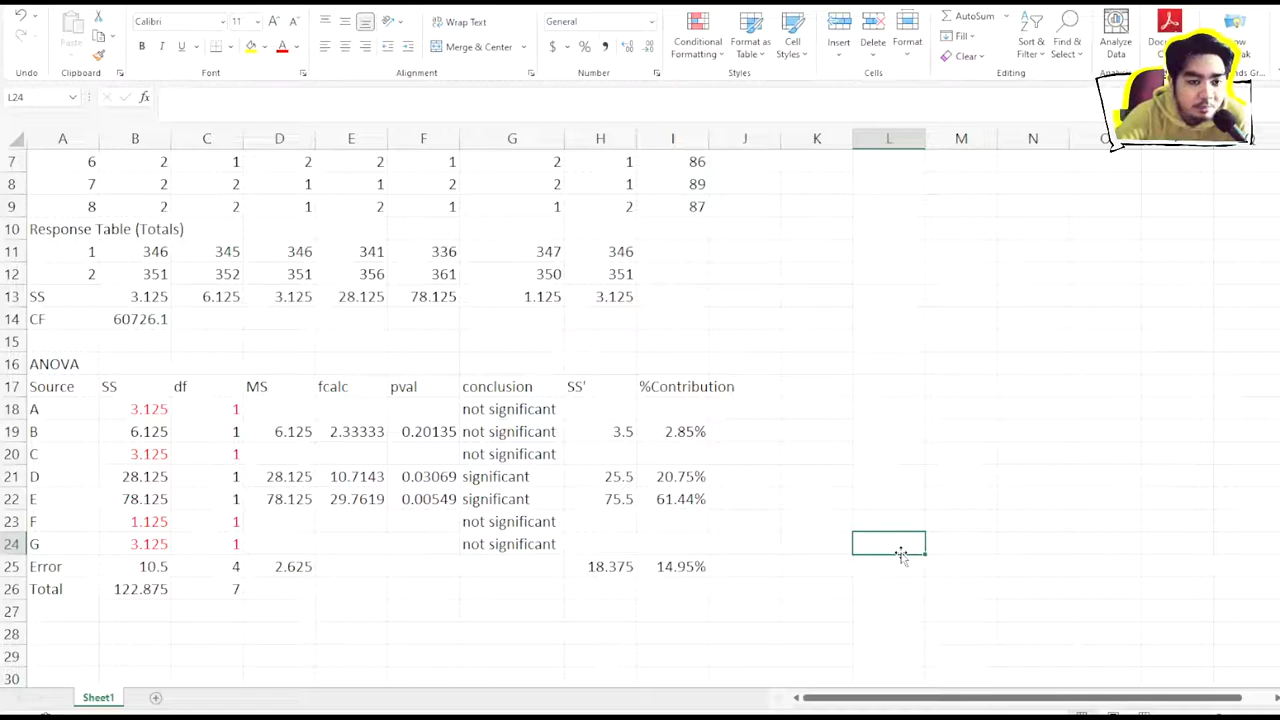 Calibri 11 A^ A˅ Wrap Text General AutoSum
Paste B I U A Merge & Center $ % , Conditional Format as Cell Insert Delete Format Fill Sort & Find & Analyze
Formatting Table Styles Clear Filter Select Data
Undo Clipboard Font Alignment Number Styles Cells Editing
L24 fx
A B C D E F G H I J K L M N
7 6 2 1 2 2 1 2 1 86
8 7 2 2 1 1 2 2 1 89
9 8 2 2 1 2 1 1 2 87
10 Response Table (Totals)
11 1 346 345 346 341 336 347 346
12 2 351 352 351 356 361 350 351
13 SS 3.125 6.125 3.125 28.125 78.125 1.125 3.125
14 CF 60726.1
15
16 ANOVA
17 Source SS df MS fcalc pval conclusion SS' %Contribution
18 A 3.125 1 not significant
19 B 6.125 1 6.125 2.33333 0.20135 not significant 3.5 2.85%
20 C 3.125 1 not significant
21 D 28.125 1 28.125 10.7143 0.03069 significant 25.5 20.75%
22 E 78.125 1 78.125 29.7619 0.00549 significant 75.5 61.44%
23 F 1.125 1 not significant
24 G 3.125 1 not significant
25 Error 10.5 4 2.625 18.375 14.95%
26 Total 122.875 7
27
28
29
30
Sheet1